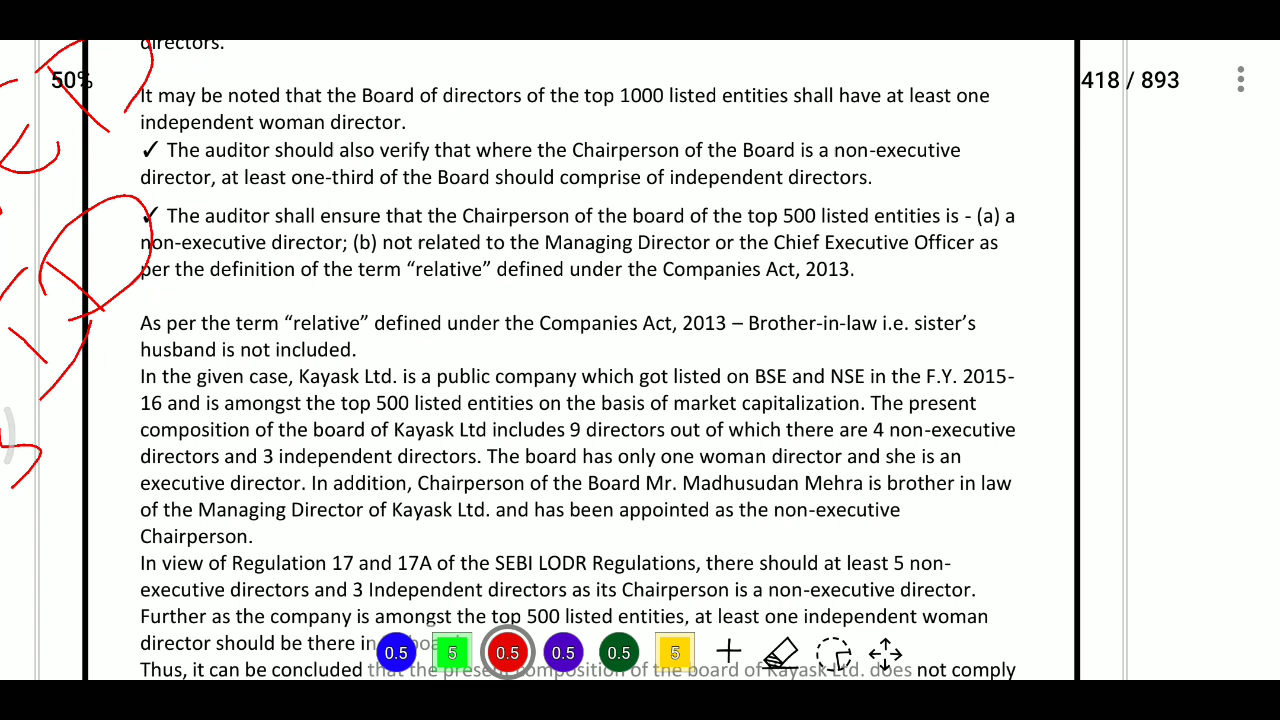 directors.
50%
418 / 893
It may be noted that the Board of directors of the top 1000 listed entities shall have at least one
independent woman director.
✓ The auditor should also verify that where the Chairperson of the Board is a non-executive
director, at least one-third of the Board should comprise of independent directors.
✓ The auditor shall ensure that the Chairperson of the board of the top 500 listed entities is - (a) a
non-executive director; (b) not related to the Managing Director or the Chief Executive Officer as
per the definition of the term “relative” defined under the Companies Act, 2013.
As per the term “relative” defined under the Companies Act, 2013 – Brother-in-law i.e. sister’s
husband is not included.
In the given case, Kayask Ltd. is a public company which got listed on BSE and NSE in the F.Y. 2015-
16 and is amongst the top 500 listed entities on the basis of market capitalization. The present
composition of the board of Kayask Ltd includes 9 directors out of which there are 4 non-executive
directors and 3 independent directors. The board has only one woman director and she is an
executive director. In addition, Chairperson of the Board Mr. Madhusudan Mehra is brother in law
of the Managing Director of Kayask Ltd. and has been appointed as the non-executive
Chairperson.
In view of Regulation 17 and 17A of the SEBI LODR Regulations, there should at least 5 non-
executive directors and 3 Independent directors as its Chairperson is a non-executive director.
Further as the company is amongst the top 500 listed entities, at least one independent woman
director should be there in
0.5 5 0.5 0.5 0.5 5
Thus, it can be concluded that the present composition of the board of Kayask Ltd. does not comply